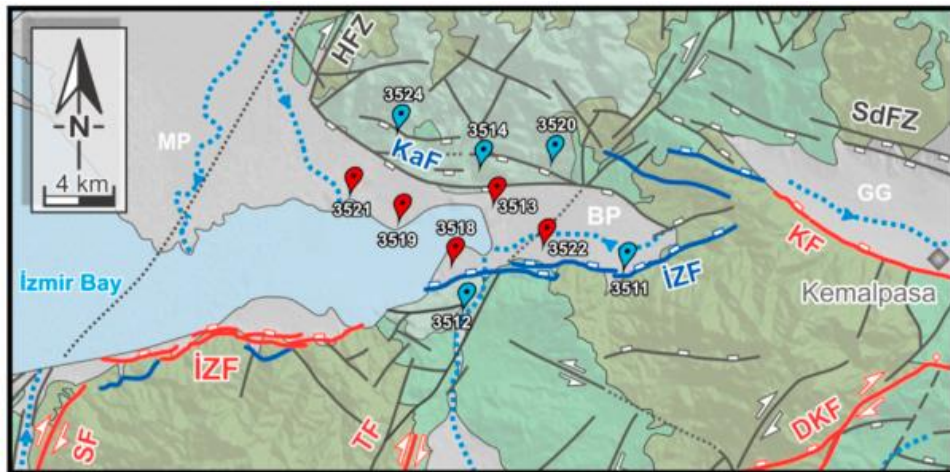 HFZ
3524
-N-
MP
3514
3520
SdFZ
KaF
4 km
GG
3521
3513
BP
3519
3518
3522
KF
İzmir Bay
3511
İZF
Kemalpasa
3512
İZF
SF
TF
DKF